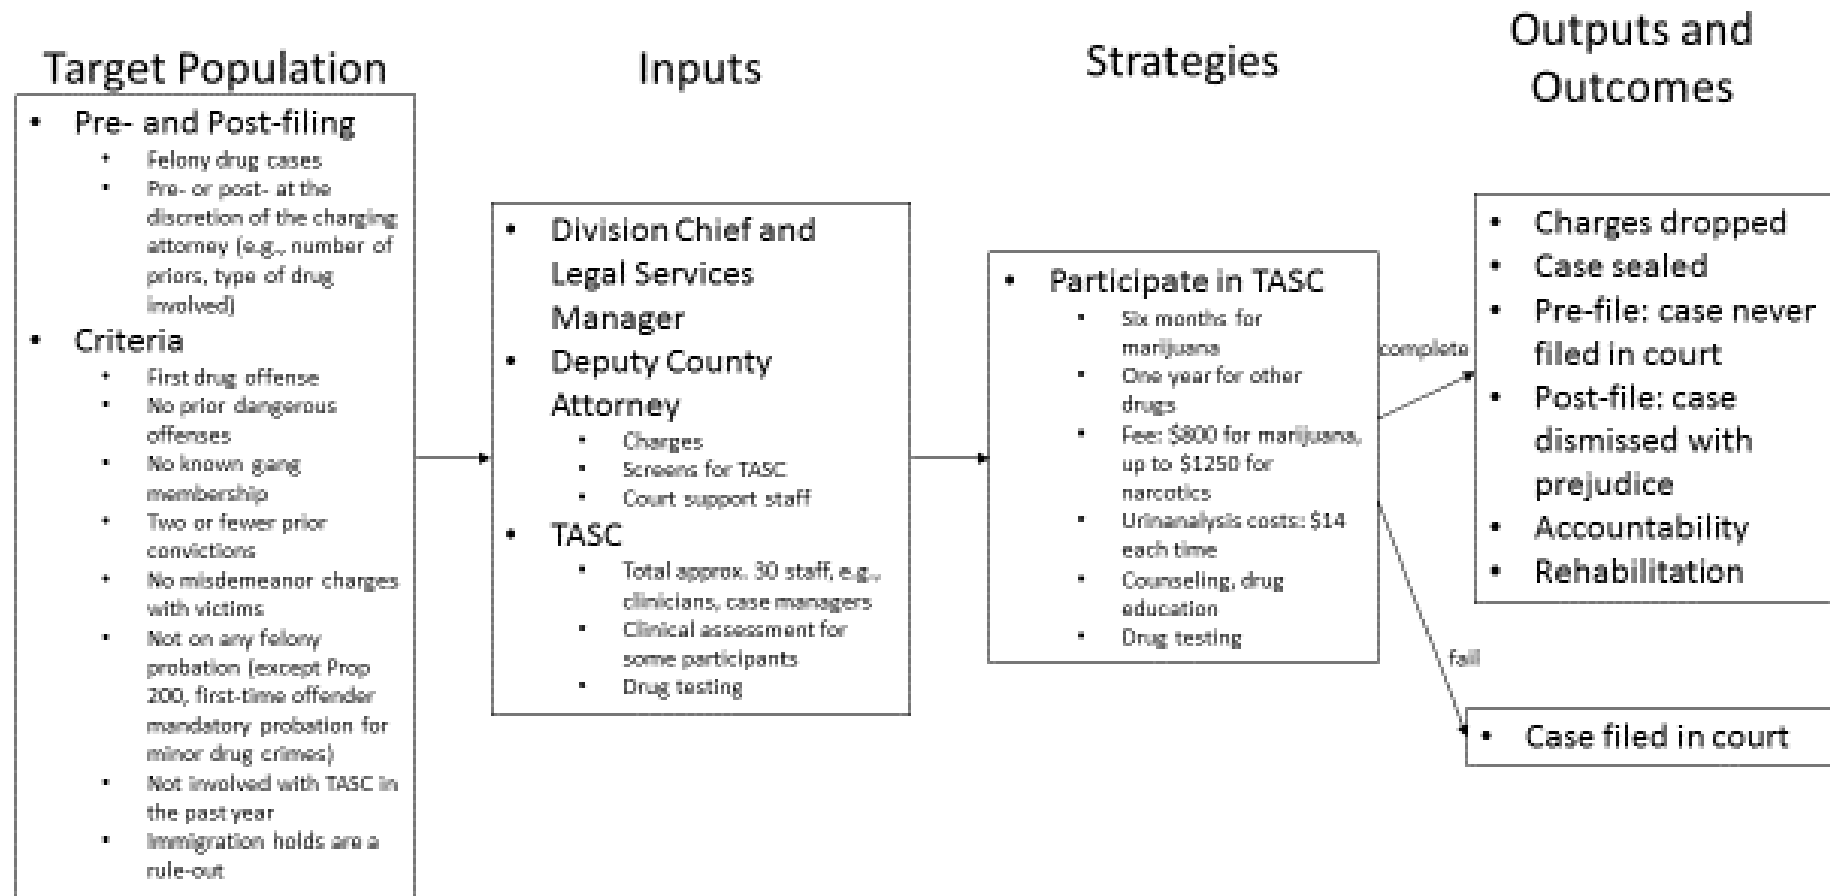 Target Population
• Pre- and Post-filing
• Felony drug cases
• Pre- or post- at the
discretion of the charging
attorney (e.g., number of
priors, type of drug
involved)
• Criteria
• First drug offense
• No prior dangerous
offenses
• No known gang
membership
• Two or fewer prior
convictions
• No misdemeanor charges
with victims
• Not on any felony
probation (except Prop
200, first-time offender
mandatory probation for
minor drug crimes)
• Not involved with TASC in
the past year
• Immigration holds are a
rule-out
Inputs
• Division Chief and
Legal Services
Manager
• Deputy County
Attorney
• Charges
• Screens for TASC
• Court support staff
• TASC
• Total approx. 30 staff, e.g.,
clinicians, case managers
• Clinical assessment for
some participants
• Drug testing
Strategies
• Participate in TASC
• Six months for
marijuana
• One year for other
drugs
• Fee: $800 for marijuana,
up to $1250 for
narcotics
• Urinanalysis costs: $14
each time
• Counseling, drug
education
• Drug testing
complete
fail
Outputs and
Outcomes
• Charges dropped
• Case sealed
• Pre-file: case never
filed in court
• Post-file: case
dismissed with
prejudice
• Accountability
• Rehabilitation
• Case filed in court